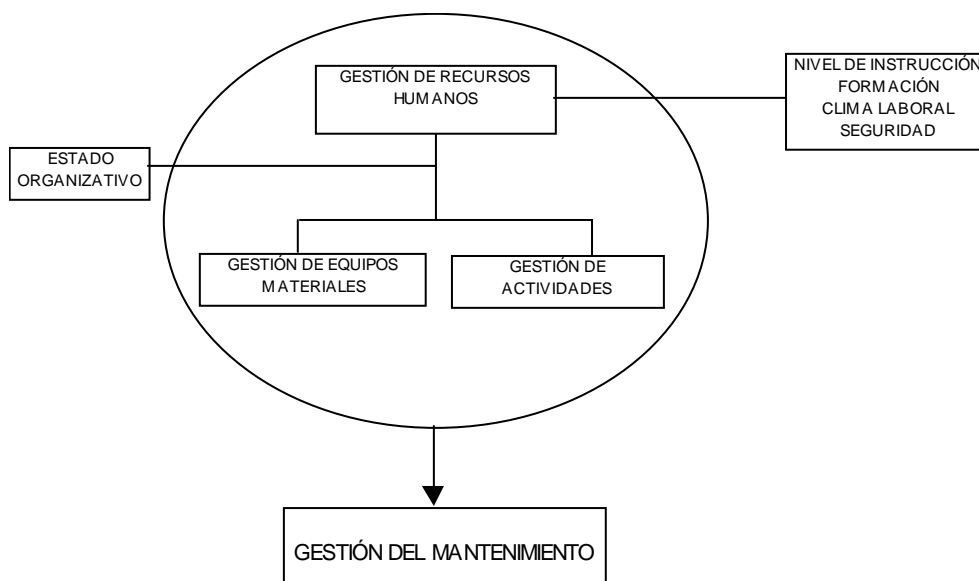 GESTIÓN DE RECURSOS
HUMANOS
NIVEL DE INSTRUCCIÓN
FORMACIÓN
CLIMA LABORAL
SEGURIDAD
ESTADO
ORGANIZATIVO
GESTIÓN DE EQUIPOS
MATERIALES
GESTIÓN DE
ACTIVIDADES
GESTIÓN DEL MANTENIMIENTO